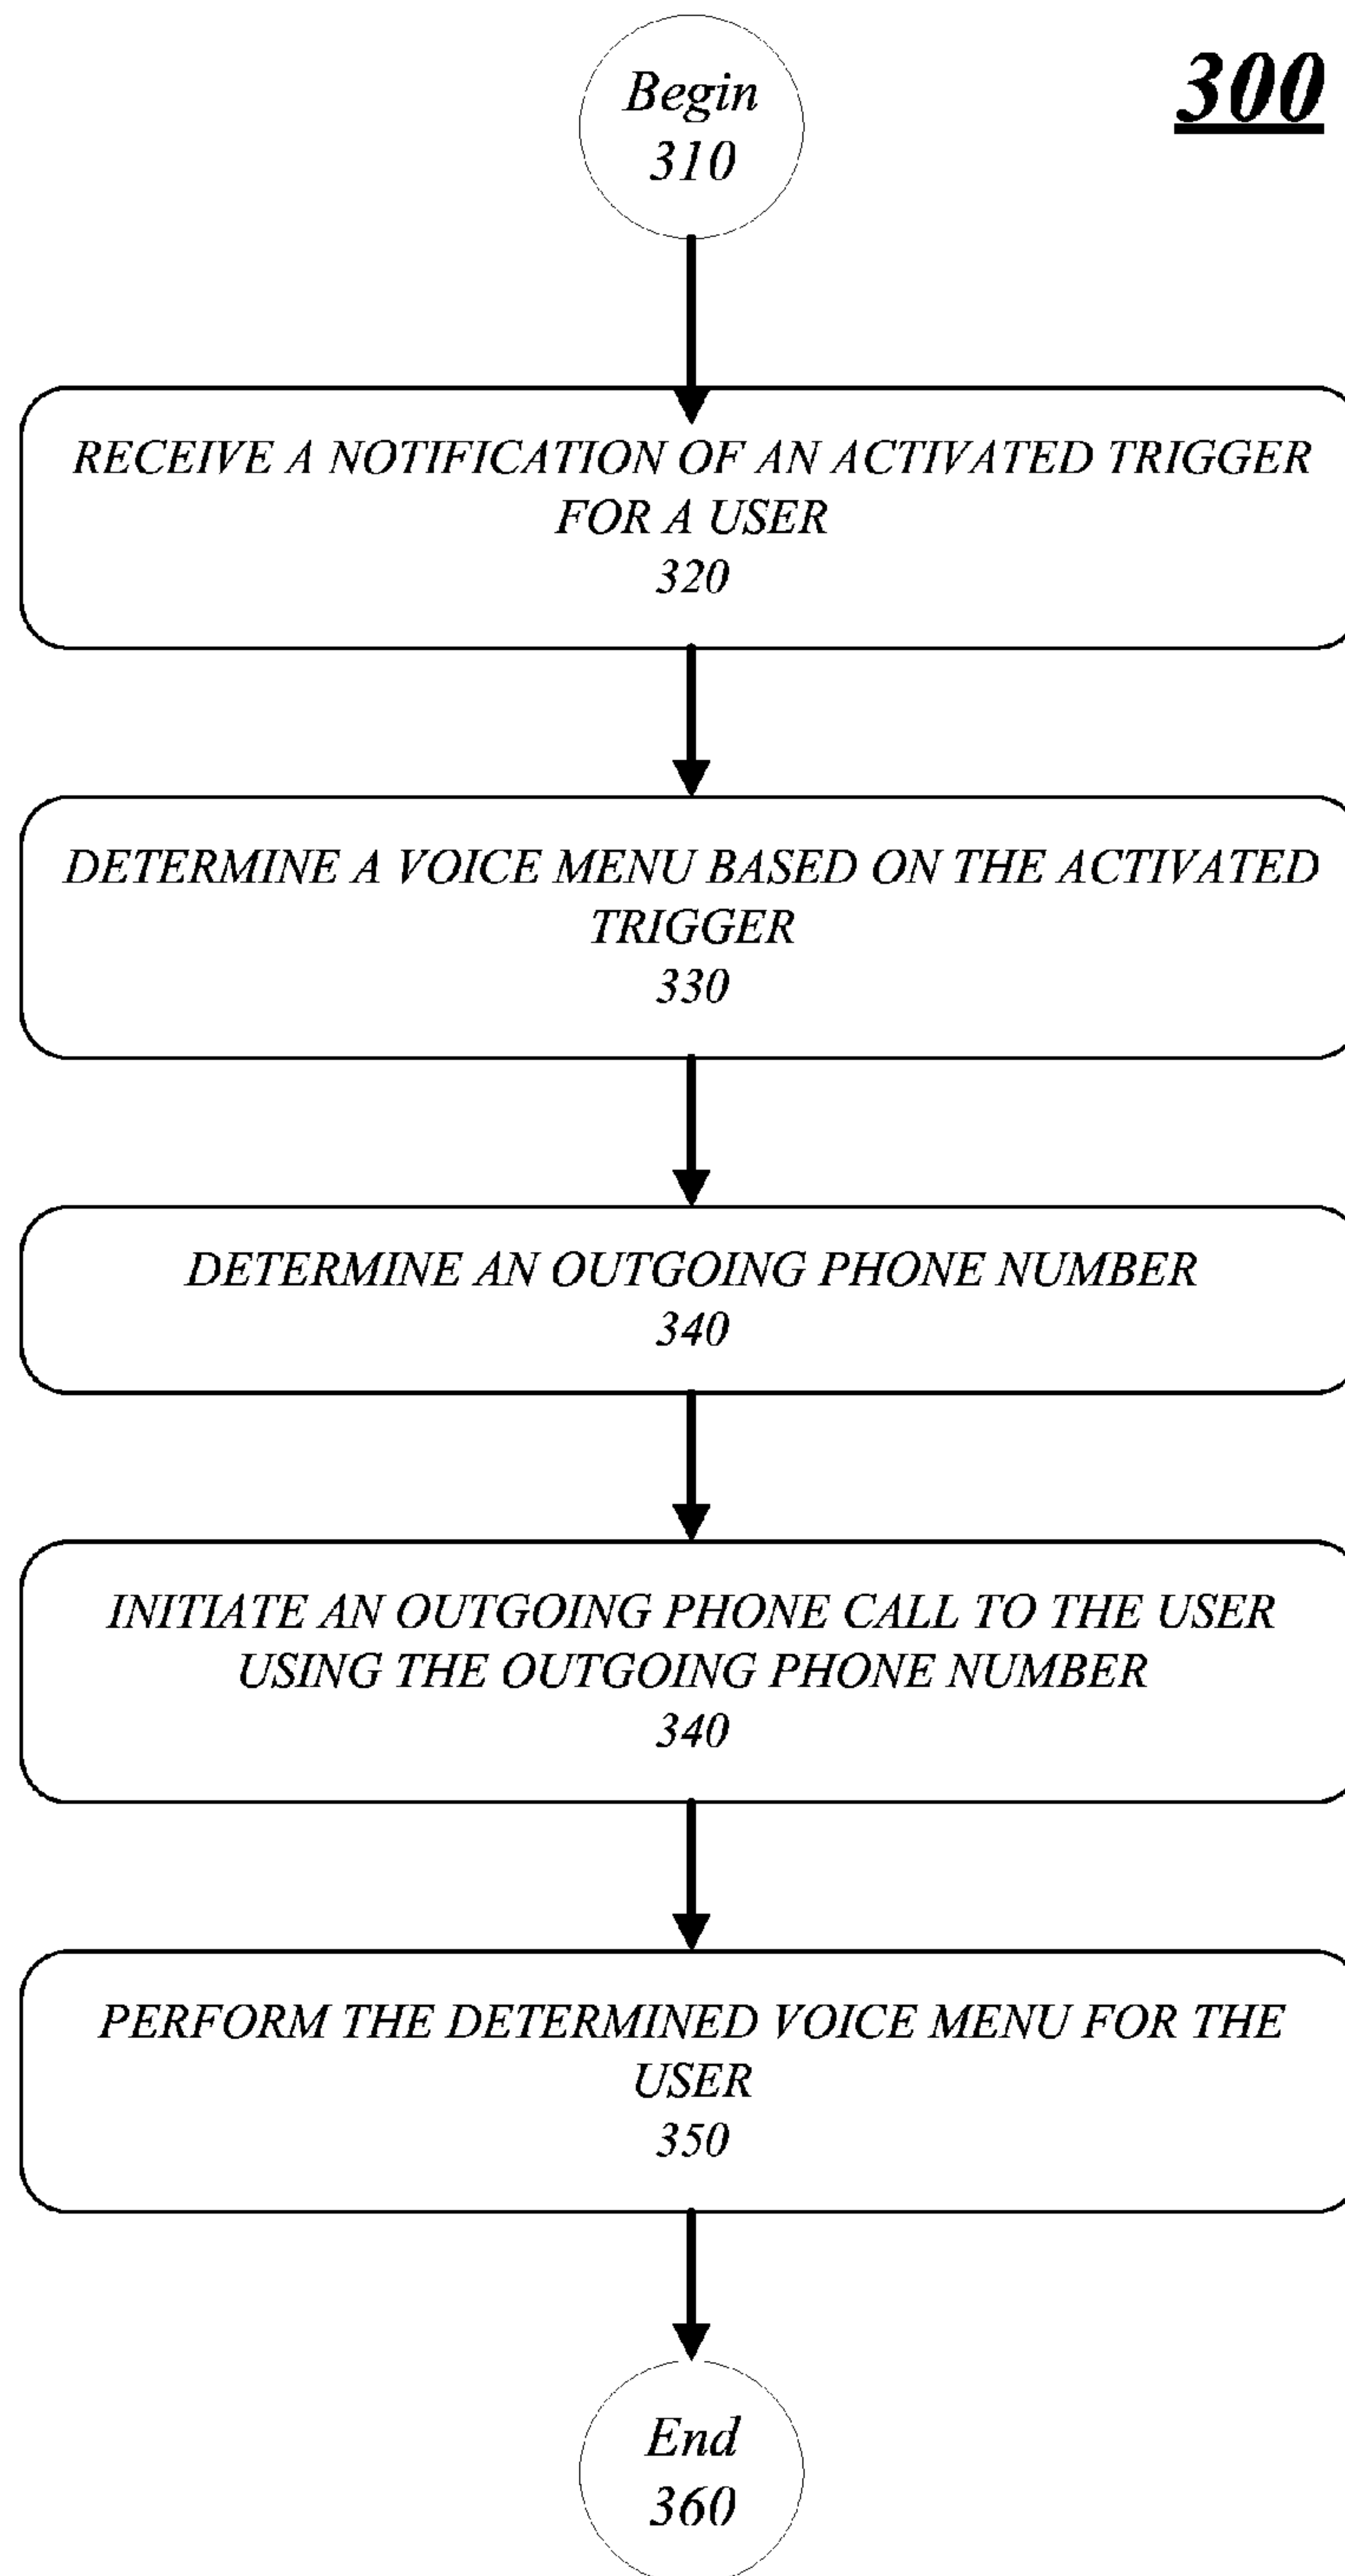 300
Begin
310
RECEIVE A NOTIFICATION OF AN ACTIVATED TRIGGER
FOR A USER
320
DETERMINE A VOICE MENU BASED ON THE ACTIVATED
TRIGGER
330
DETERMINE AN OUTGOING PHONE NUMBER
340
INITIATE AN OUTGOING PHONE CALL TO THE USER
USING THE OUTGOING PHONE NUMBER
340
PERFORM THE DETERMINED VOICE MENU FOR THE
USER
350
End
360